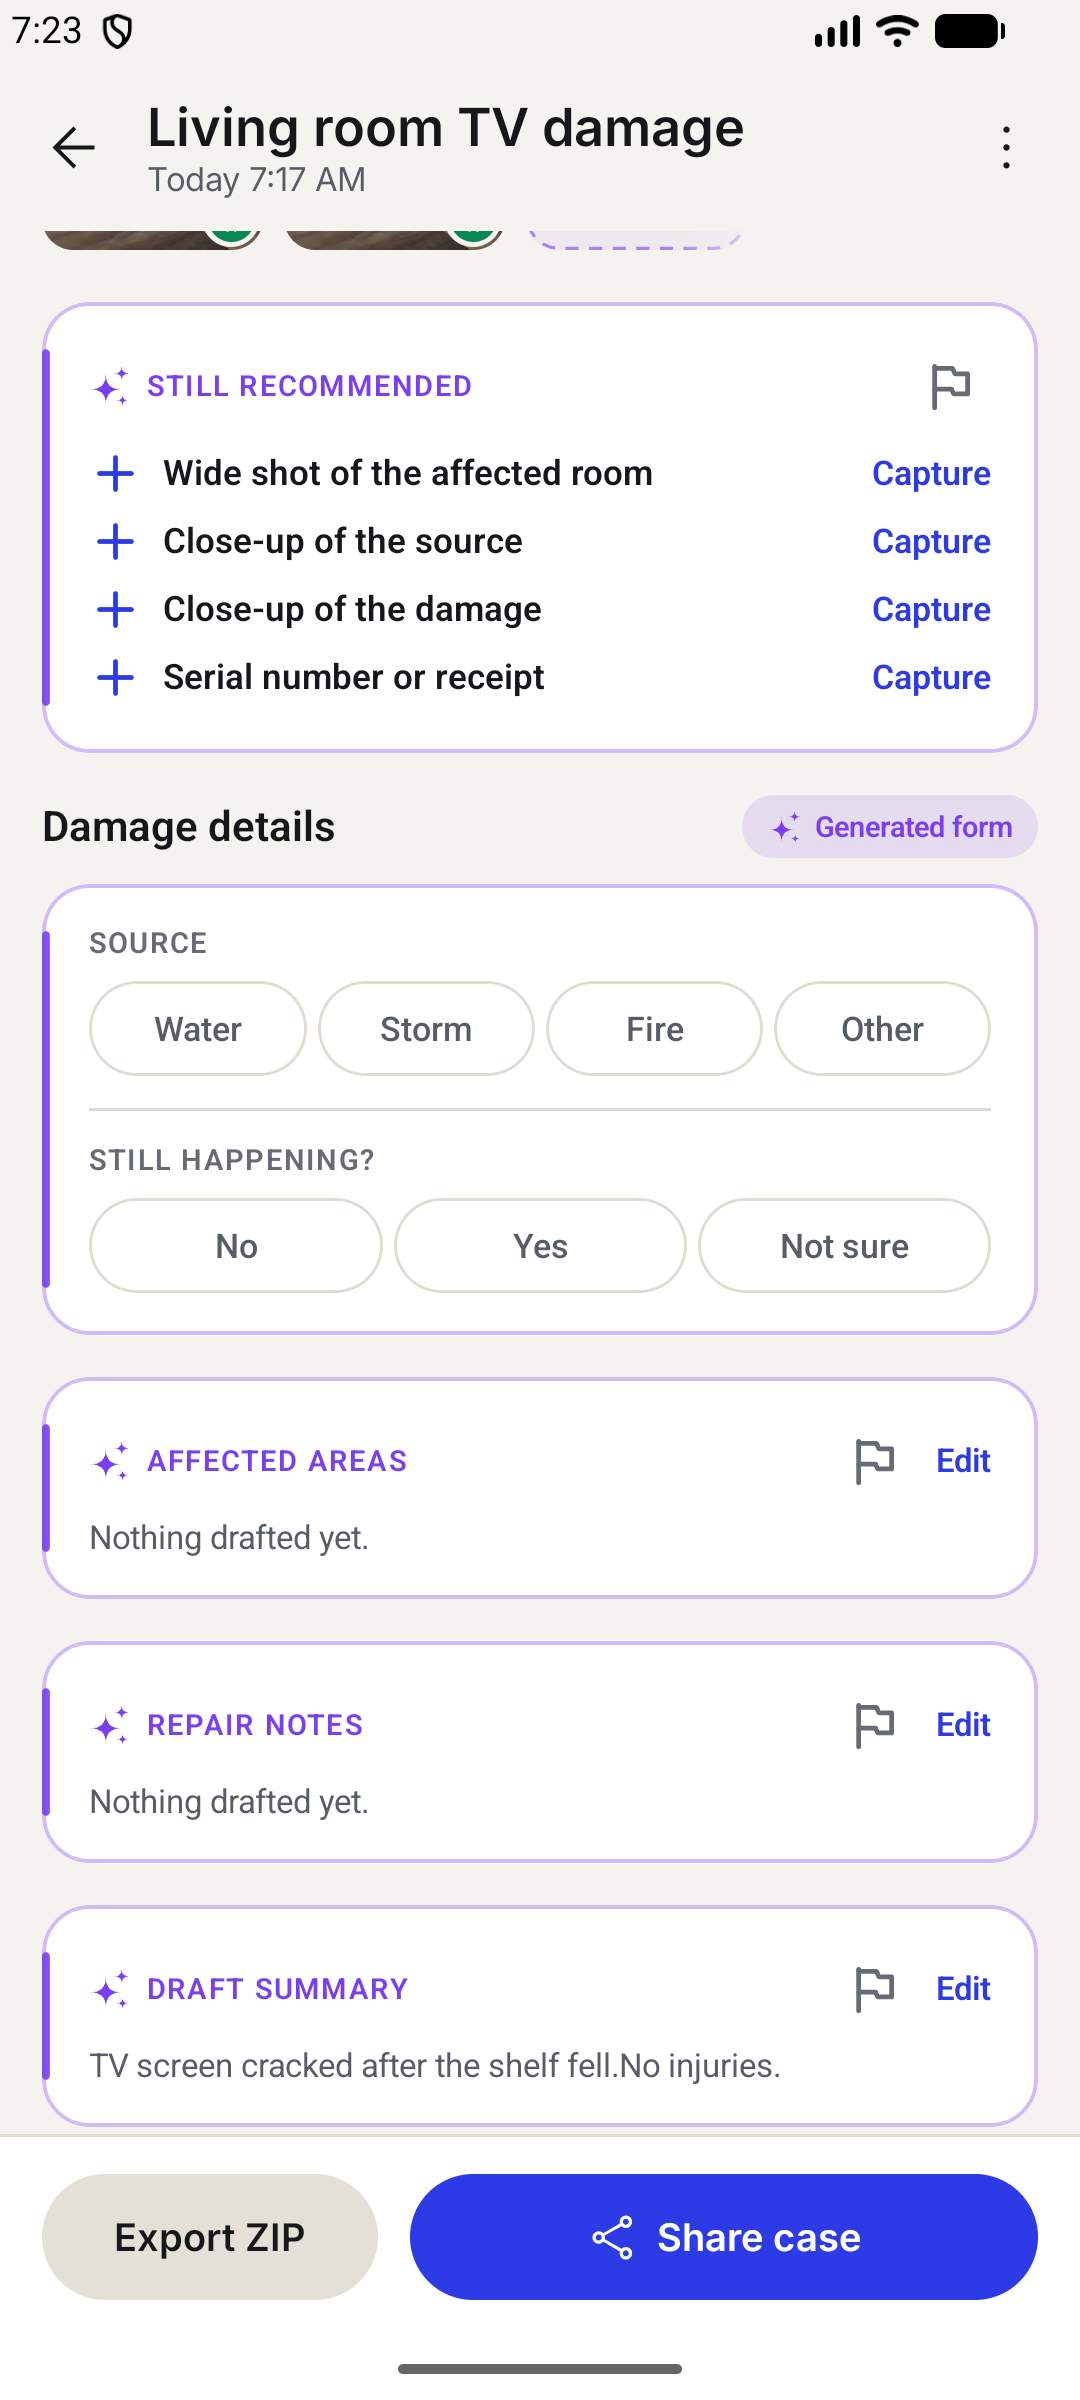 7:23
Living room TV damage
Today 7:17 AM
STILL RECOMMENDED
Wide shot of the affected room Capture
Close-up of the source Capture
Close-up of the damage Capture
Serial number or receipt Capture
Damage details Generated form
SOURCE
Water Storm Fire Other
STILL HAPPENING?
No Yes Not sure
AFFECTED AREAS Edit
Nothing drafted yet.
REPAIR NOTES Edit
Nothing drafted yet.
DRAFT SUMMARY Edit
TV screen cracked after the shelf fell.No injuries.
Export ZIP Share case